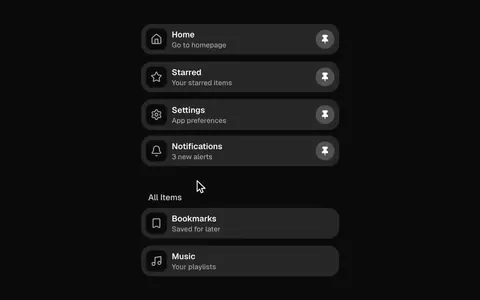 Home
Go to homepage
Starred
Your starred items
Settings
App preferences
Notifications
3 new alerts
All Items
Bookmarks
Saved for later
Music
Your playlists